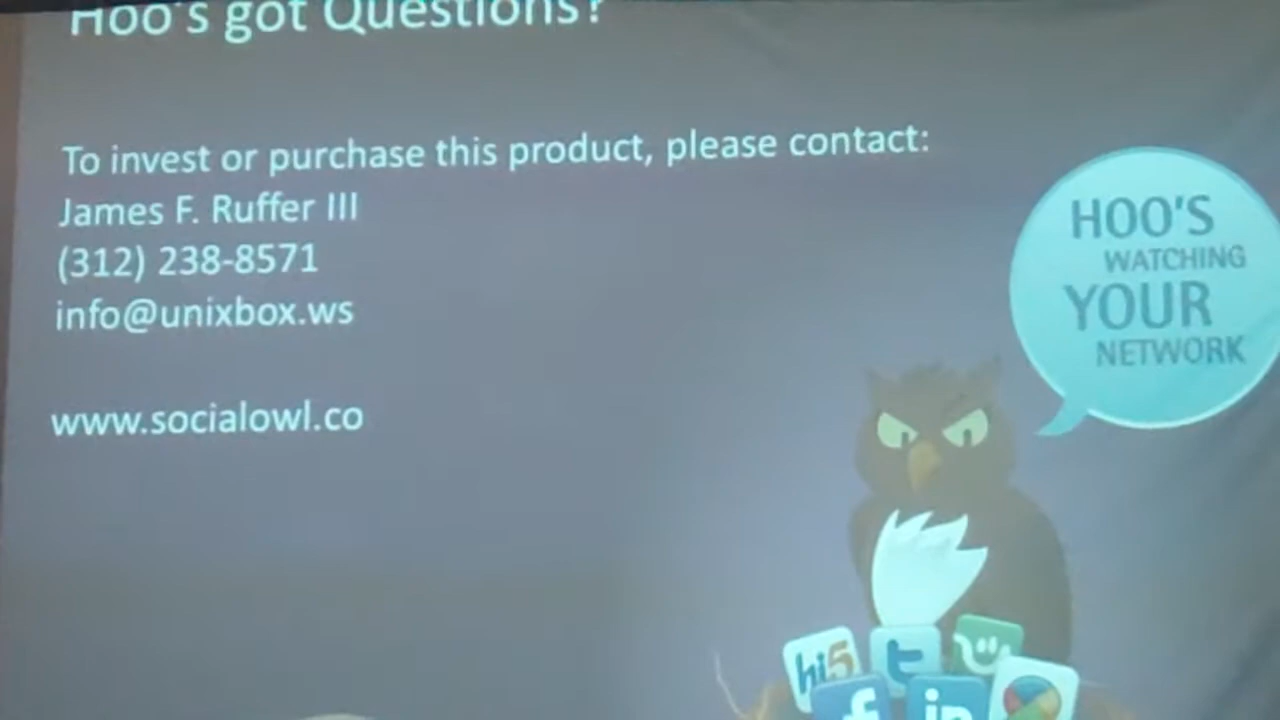 Hoo's got Questions?
To invest or purchase this product, please contact:
James F. Ruffer III
(312) 238-8571
info@unixbox.ws
www.socialowl.co
HOO'S
WATCHING
YOUR
NETWORK
hi5
t
f
in